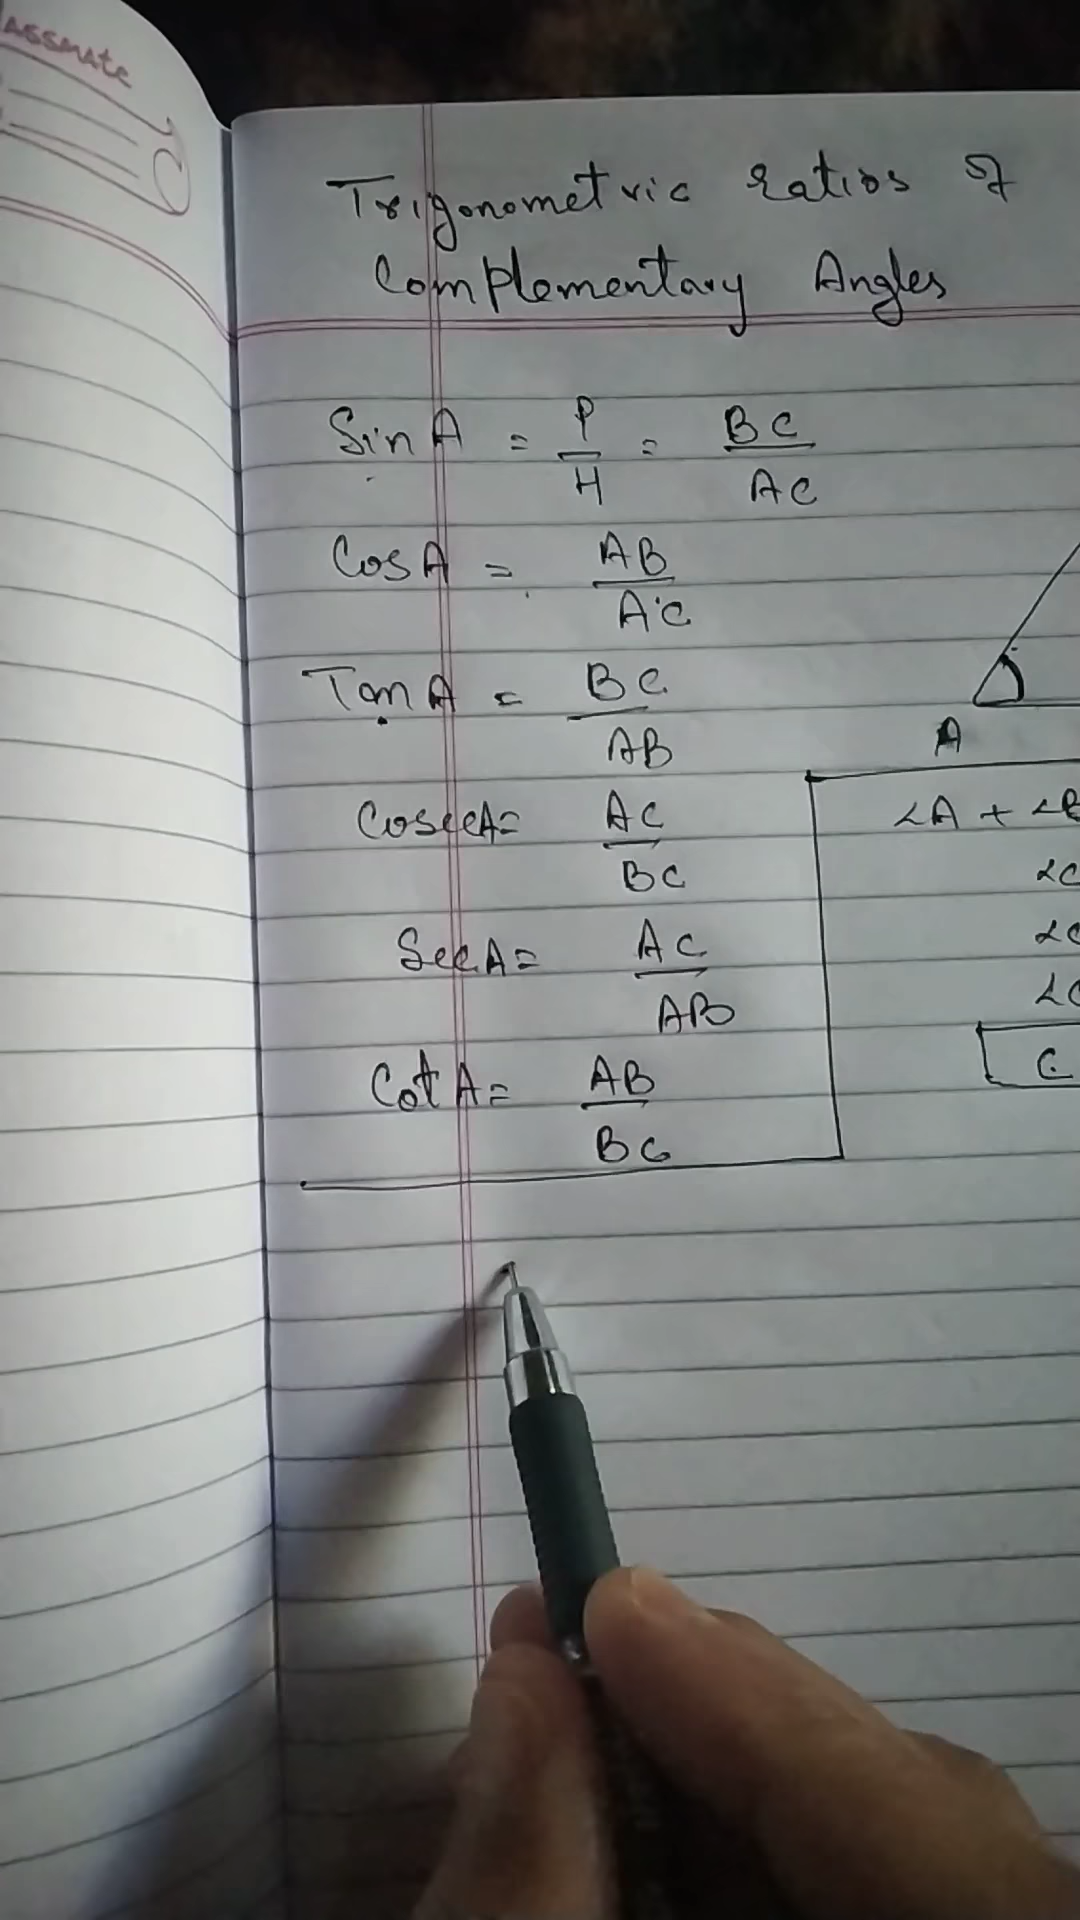 ASSMATE
Trigonometric ratios of
Complementary Angles
Sin A = P/H = BC/AC
Cos A = AB/AC
Tan A = BC/AB
A
Cosec A = AC/BC
∠A + ∠B
∠C
Sec A = AC/AB
∠C
∠C
Cot A = AB/BC
C